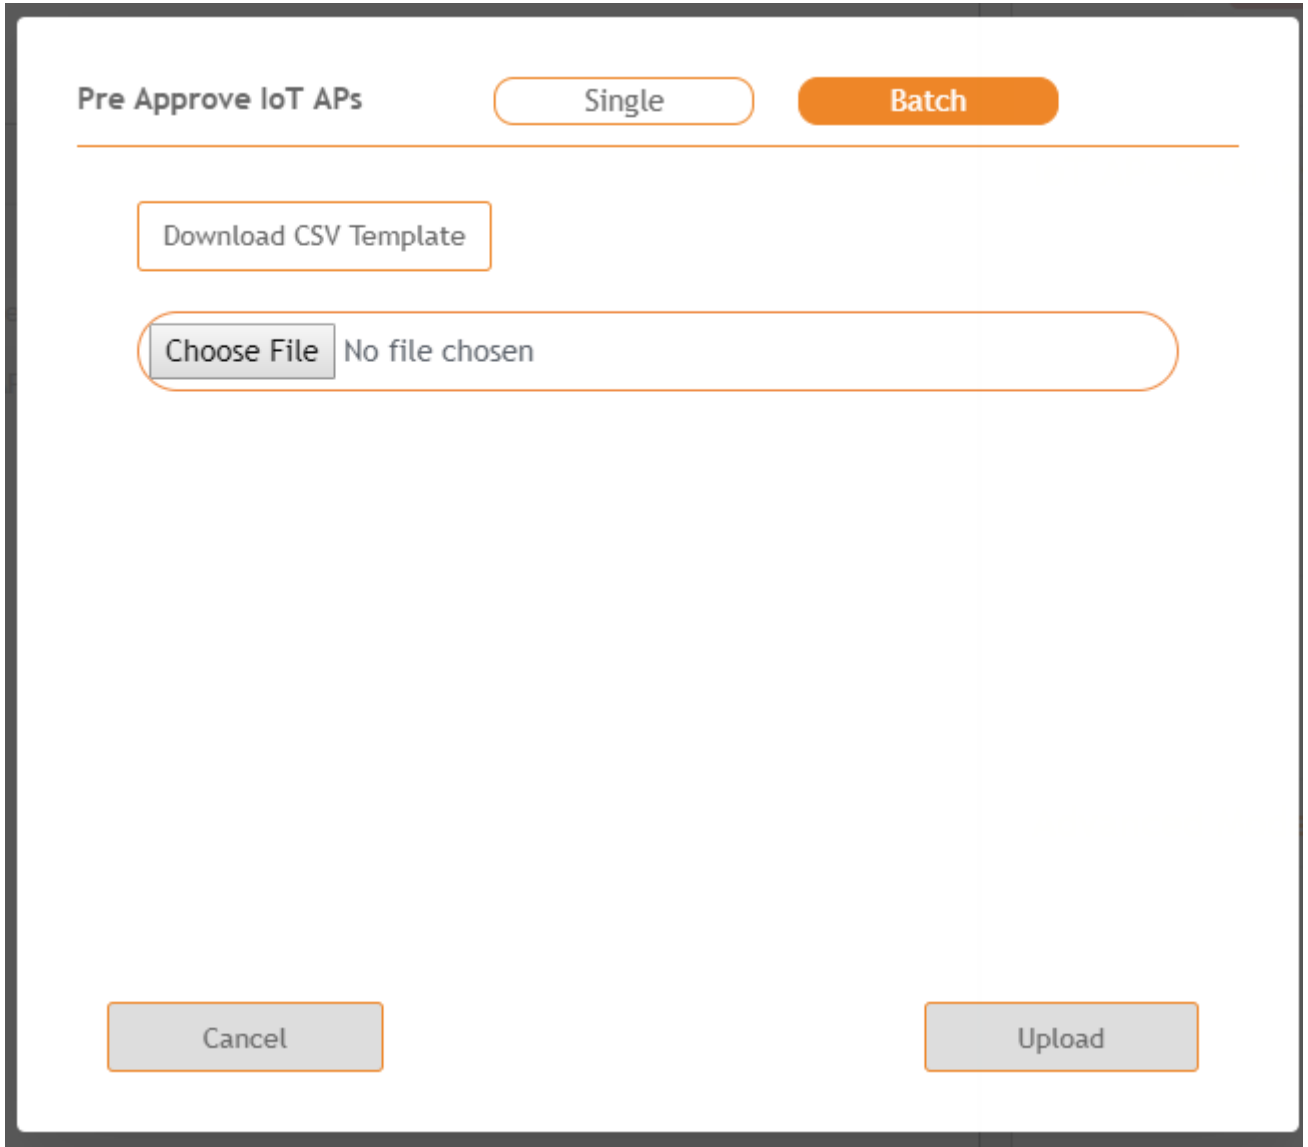 Pre Approve IoT APs Single Batch
Download CSV Template
Choose File No file chosen
Cancel Upload